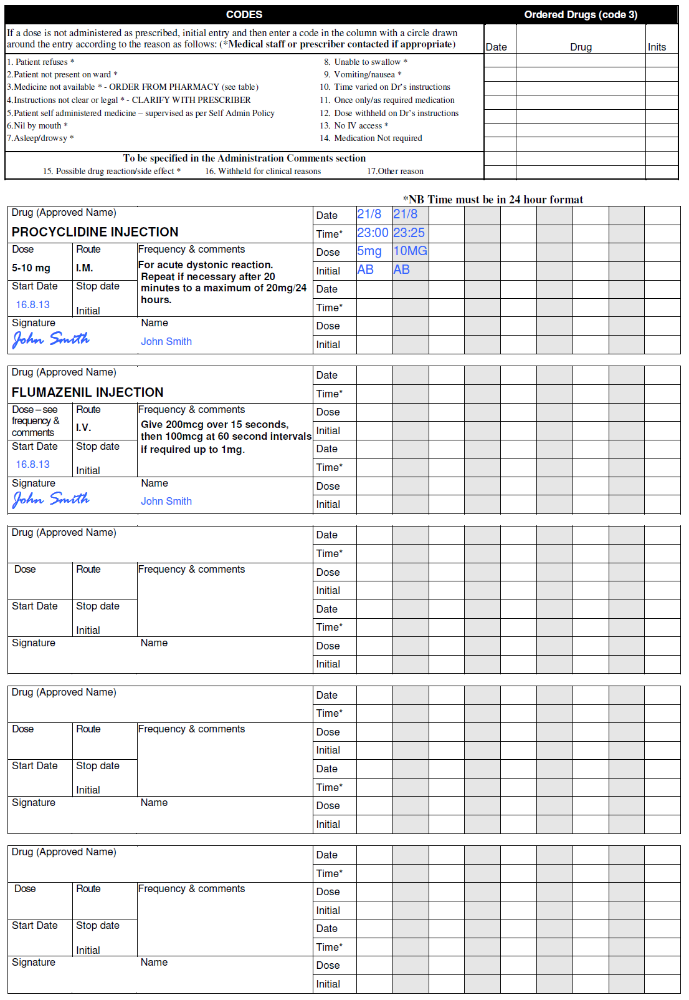 CODES
Ordered Drugs (code 3)
If a dose is not administered as prescribed, initial entry and then enter a code in the column with a circle drawn
around the entry according to the reason as follows: (*Medical staff or prescriber contacted if appropriate)
Date Drug Inits
1. Patient refuses *
2.Patient not present on ward *
3.Medicine not available * - ORDER FROM PHARMACY (see table)
4.Instructions not clear or legal * - CLARIFY WITH PRESCRIBER
5.Patient self administered medicine – supervised as per Self Admin Policy
6.Nil by mouth *
7.Asleep/drowsy *
8. Unable to swallow *
9. Vomiting/nausea *
10. Time varied on Dr's instructions
11. Once only/as required medication
12. Dose withheld on Dr's instructions
13. No IV access *
14. Medication Not required
To be specified in the Administration Comments section
15. Possible drug reaction/side effect * 16. Withheld for clinical reasons 17.Other reason
*NB Time must be in 24 hour format
Drug (Approved Name)
PROCYCLIDINE INJECTION
Dose Route Frequency & comments
5-10 mg I.M.
For acute dystonic reaction.
Repeat if necessary after 20
minutes to a maximum of 20mg/24
hours.
Start Date Stop date
16.8.13
Initial
Signature Name
John Smith John Smith
Date 21/8 21/8
Time* 23:00 23:25
Dose 5mg 10MG
Initial AB AB
Date
Time*
Dose
Initial
Drug (Approved Name)
FLUMAZENIL INJECTION
Dose – see
frequency &
comments
Route
I.V.
Frequency & comments
Give 200mcg over 15 seconds,
then 100mcg at 60 second intervals
if required up to 1mg.
Start Date Stop date
16.8.13
Initial
Signature Name
John Smith John Smith
Date
Time*
Dose
Initial
Date
Time*
Dose
Initial
Drug (Approved Name)
Dose Route Frequency & comments
Start Date Stop date
Initial
Signature Name
Date
Time*
Dose
Initial
Date
Time*
Dose
Initial
Drug (Approved Name)
Dose Route Frequency & comments
Start Date Stop date
Initial
Signature Name
Date
Time*
Dose
Initial
Date
Time*
Dose
Initial
Drug (Approved Name)
Dose Route Frequency & comments
Start Date Stop date
Initial
Signature Name
Date
Time*
Dose
Initial
Date
Time*
Dose
Initial